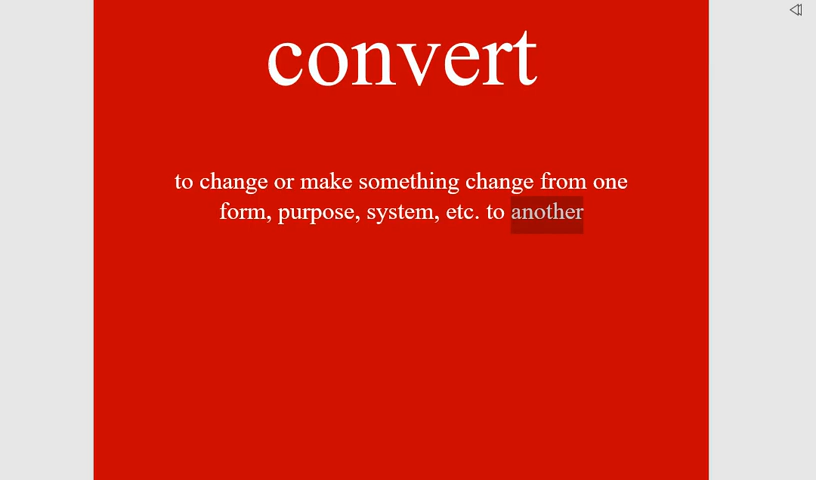 convert
to change or make something change from one
form, purpose, system, etc. to another